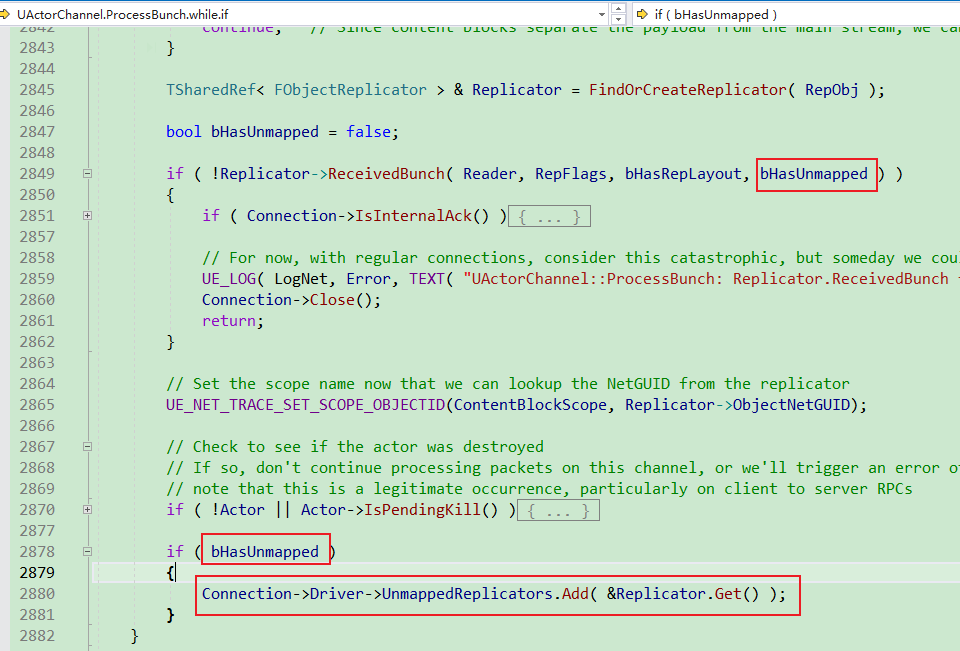 UActorChannel.ProcessBunch.while.if if ( bHasUnmapped )
2842 continue; // Since content blocks separate the payload from the main stream, we ca
2843 }
2844
2845 TSharedRef< FObjectReplicator > & Replicator = FindOrCreateReplicator( RepObj );
2846
2847 bool bHasUnmapped = false;
2848
2849 if ( !Replicator->ReceivedBunch( Reader, RepFlags, bHasRepLayout, bHasUnmapped ) )
2850 {
2851 if ( Connection->IsInternalAck() ) { ... }
2857
2858 // For now, with regular connections, consider this catastrophic, but someday we cou
2859 UE_LOG( LogNet, Error, TEXT( "UActorChannel::ProcessBunch: Replicator.ReceivedBunch
2860 Connection->Close();
2861 return;
2862 }
2863
2864 // Set the scope name now that we can lookup the NetGUID from the replicator
2865 UE_NET_TRACE_SET_SCOPE_OBJECTID(ContentBlockScope, Replicator->ObjectNetGUID);
2866
2867 // Check to see if the actor was destroyed
2868 // If so, don't continue processing packets on this channel, or we'll trigger an error o
2869 // note that this is a legitimate occurrence, particularly on client to server RPCs
2870 if ( !Actor || Actor->IsPendingKill() ) { ... }
2877
2878 if ( bHasUnmapped )
2879 {
2880 Connection->Driver->UnmappedReplicators.Add( &Replicator.Get() );
2881 }
2882 }